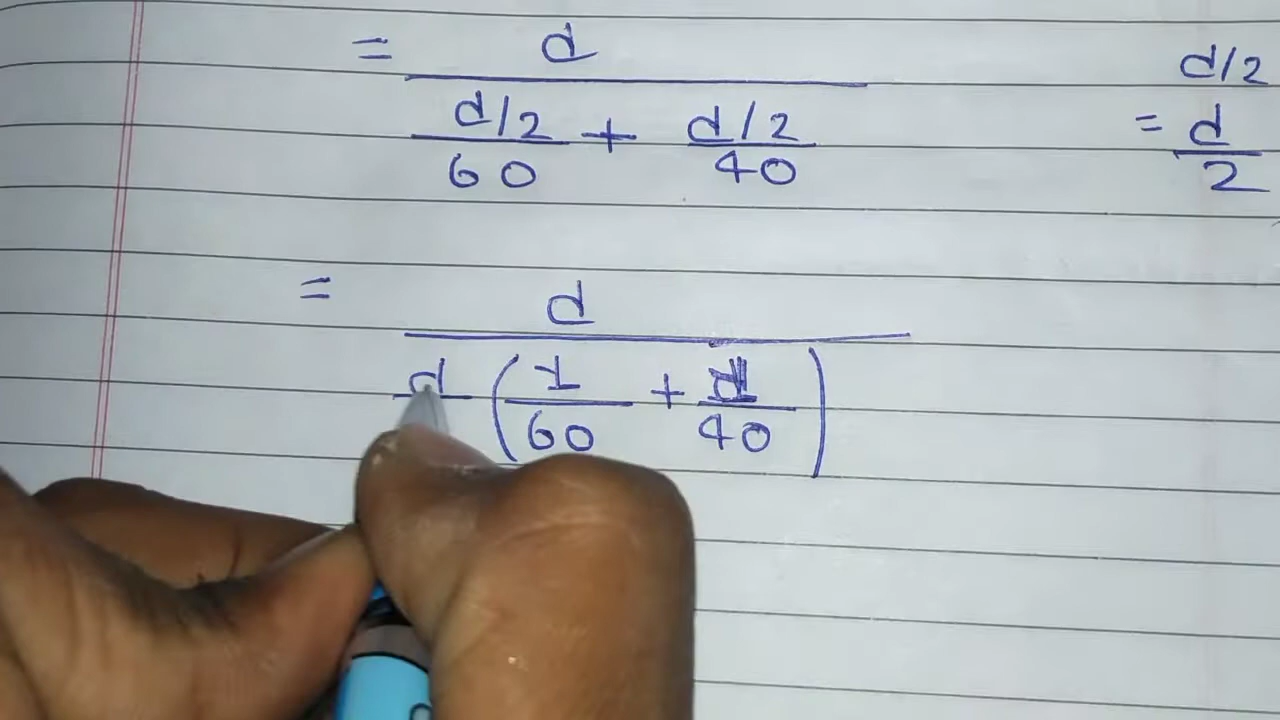 = d
d/2 + d/2
60 40
d/2
= d
2
= d
d ( 1 + 
60 40 )